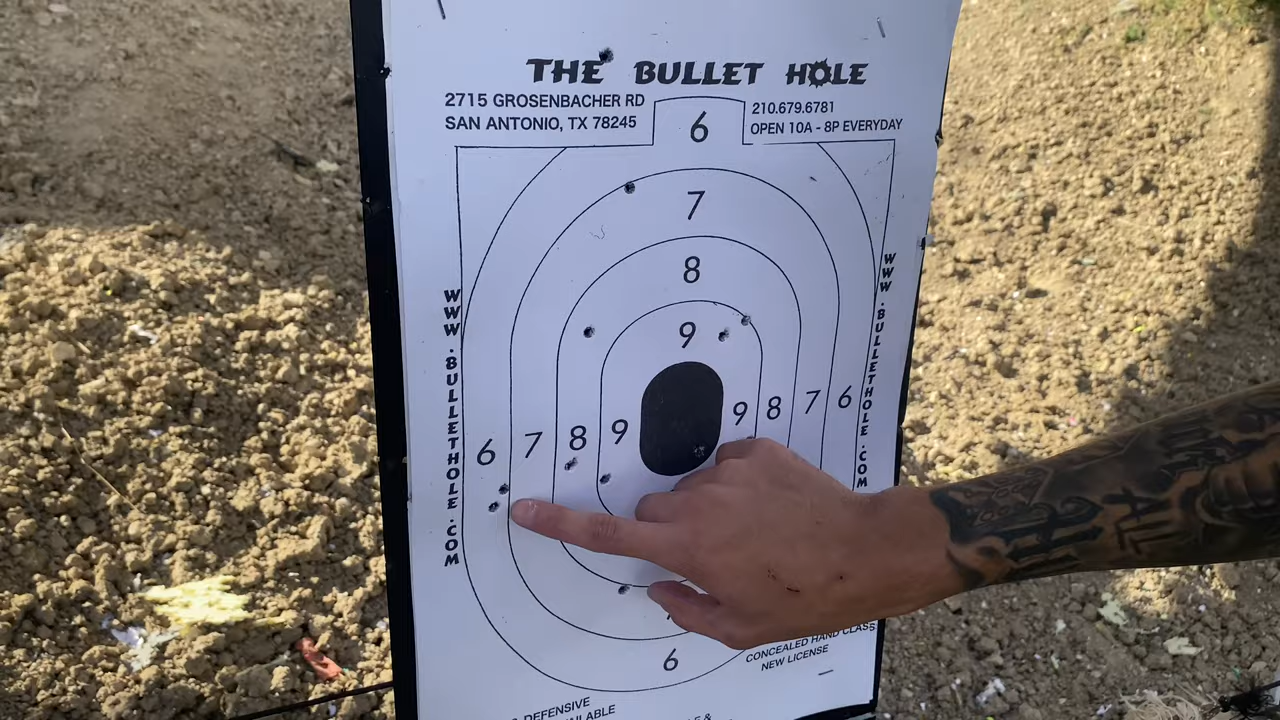 THE BULLET HOLE
2715 GROSENBACHER RD
SAN ANTONIO, TX 78245
210.679.6781
OPEN 10A - 8P EVERYDAY
6
7
8
9
WWW.BULLETHOLE.COM
6 7 8 9
9 8 7 6
WWW.BULLETHOLE.COM
6
CONCEALED HAND CLASS
NEW LICENSE
DEFENSIVE